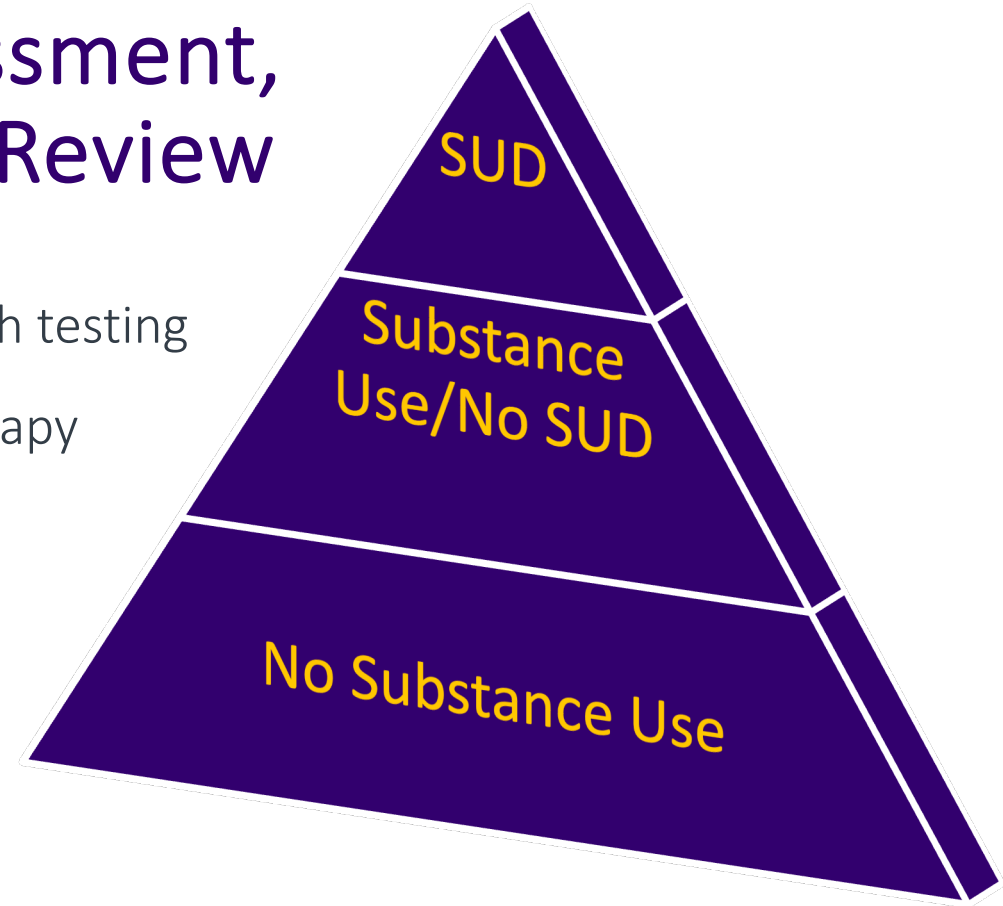 ssment,
Review
h testing
apy
SUD
Substance
Use/No SUD
No Substance Use